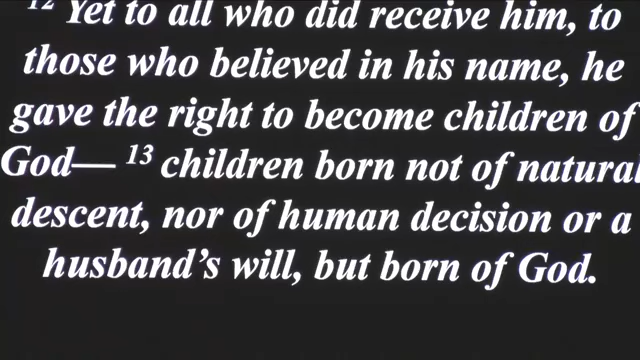 12 Yet to all who did receive him, to
those who believed in his name, he
gave the right to become children of
God— 13 children born not of natural
descent, nor of human decision or a
husband’s will, but born of God.